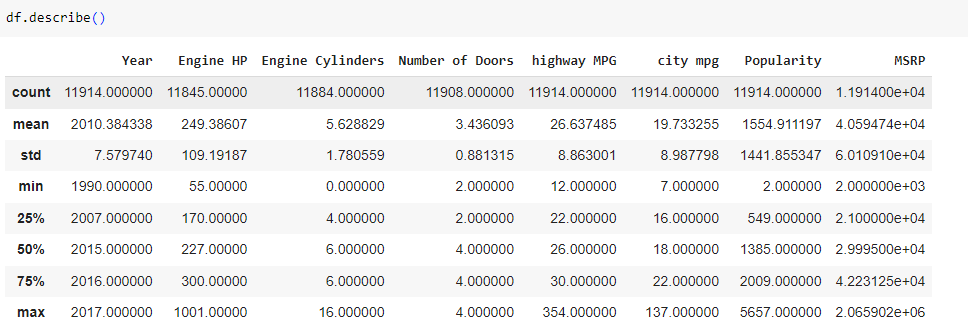 df.describe()
Year Engine HP Engine Cylinders Number of Doors highway MPG city mpg Popularity MSRP
count 11914.000000 11845.00000 11884.000000 11908.000000 11914.000000 11914.000000 11914.000000 1.191400e+04
mean 2010.384338 249.38607 5.628829 3.436093 26.637485 19.733255 1554.911197 4.059474e+04
std 7.579740 109.19187 1.780559 0.881315 8.863001 8.987798 1441.855347 6.010910e+04
min 1990.000000 55.00000 0.000000 2.000000 12.000000 7.000000 2.000000 2.000000e+03
25% 2007.000000 170.00000 4.000000 2.000000 22.000000 16.000000 549.000000 2.100000e+04
50% 2015.000000 227.00000 6.000000 4.000000 26.000000 18.000000 1385.000000 2.999500e+04
75% 2016.000000 300.00000 6.000000 4.000000 30.000000 22.000000 2009.000000 4.223125e+04
max 2017.000000 1001.00000 16.000000 4.000000 354.000000 137.000000 5657.000000 2.065902e+06